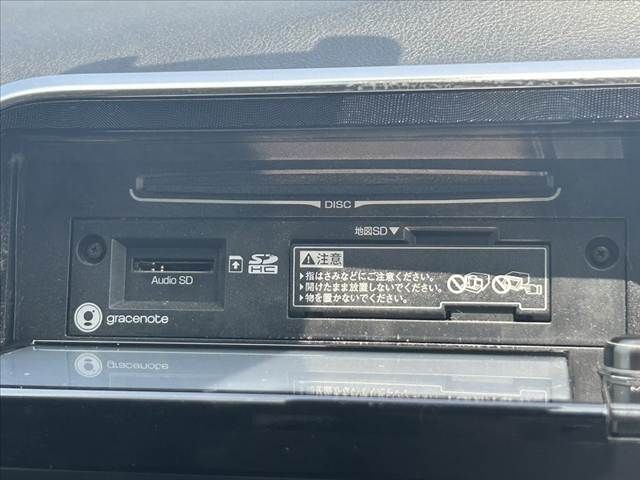 DISC
地図SD▼
Audio SD
SD
HC
⚠注意
▶指はさみなどにご注意ください。
▶開けたまま放置しないでください。
▶物を置かないでください。
gracenote